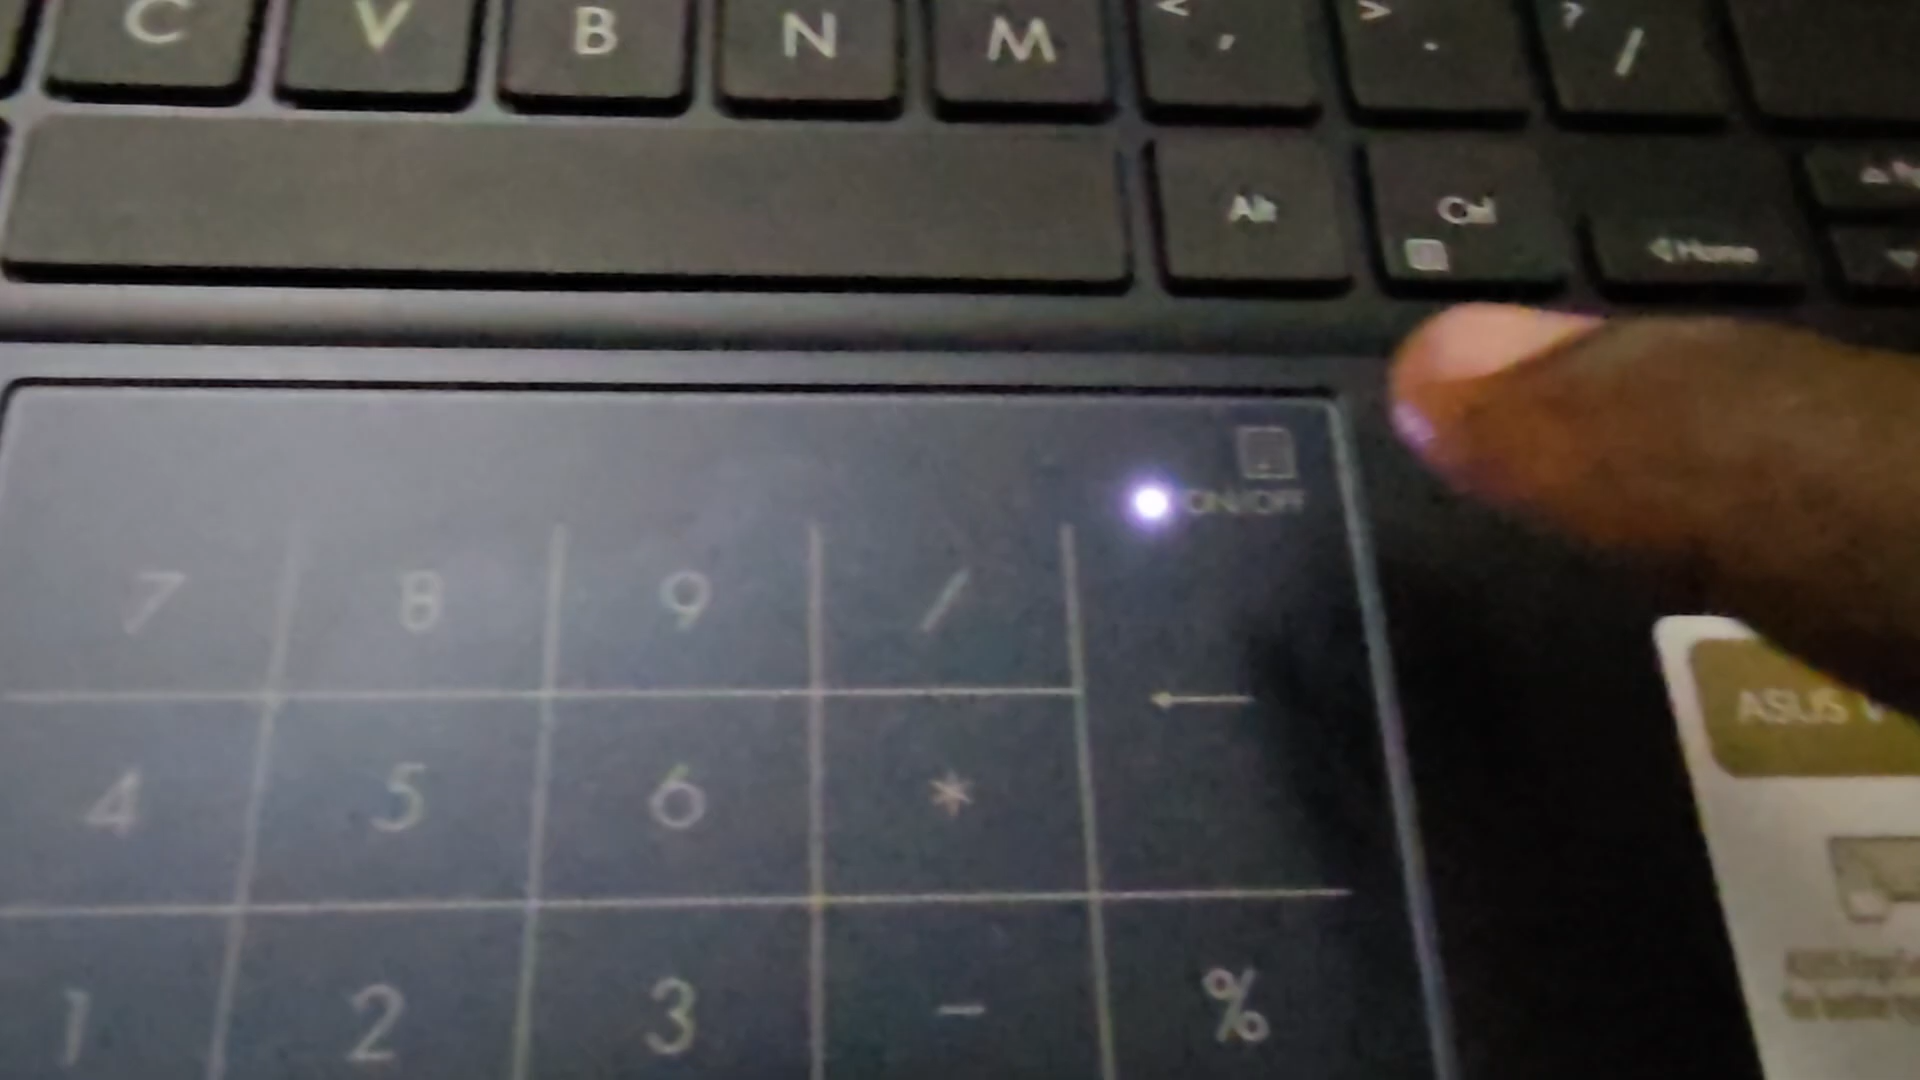 C V B N M < , > . ? /
Alt Ctrl Home
ON/OFF
7 8 9 /
←
4 5 6 *
1 2 3 − %
ASUS